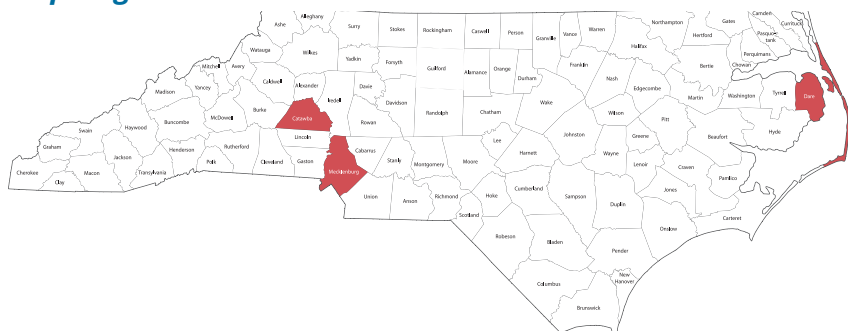 Alleghany
Ashe
Surry
Stokes
Rockingham
Caswell
Person
Granville
Vance
Warren
Northampton
Gates
Camden
Currituck
Pasquo-
tank
Hertford
Halifax
Perquimans
Chowan
Bertie
Watauga
Wilkes
Yadkin
Forsyth
Guilford
Alamance
Orange
Durham
Franklin
Nash
Edgecombe
Martin
Washington
Tyrrell
Dare
Mitchell
Avery
Caldwell
Alexander
Iredell
Davie
Davidson
Randolph
Chatham
Wake
Wilson
Pitt
Beaufort
Hyde
Madison
Yancey
McDowell
Burke
Catawba
Rowan
Swain
Haywood
Buncombe
Graham
Jackson
Henderson
Rutherford
Polk
Cleveland
Lincoln
Gaston
Cabarrus
Stanly
Montgomery
Moore
Lee
Harnett
Johnston
Wayne
Greene
Lenoir
Craven
Pamlico
Cherokee
Clay
Macon
Transylvania
Mecklenburg
Union
Anson
Richmond
Scotland
Hoke
Cumberland
Sampson
Duplin
Jones
Carteret
Onslow
Robeson
Bladen
Pender
Columbus
New
Hanover
Brunswick